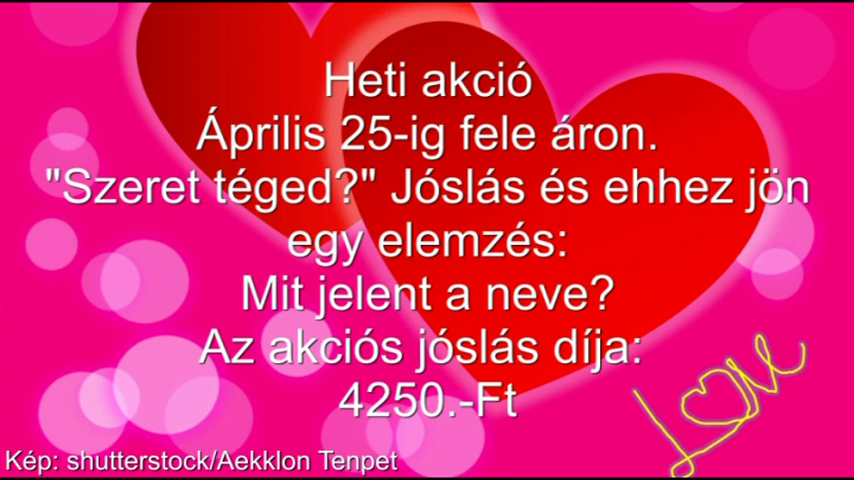 Heti akció
Április 25-ig fele áron.
"Szeret téged?" Jóslás és ehhez jön
egy elemzés:
Mit jelent a neve?
Az akciós jóslás díja:
4250.-Ft
Love
Kép: shutterstock/Aekklon Tenpet